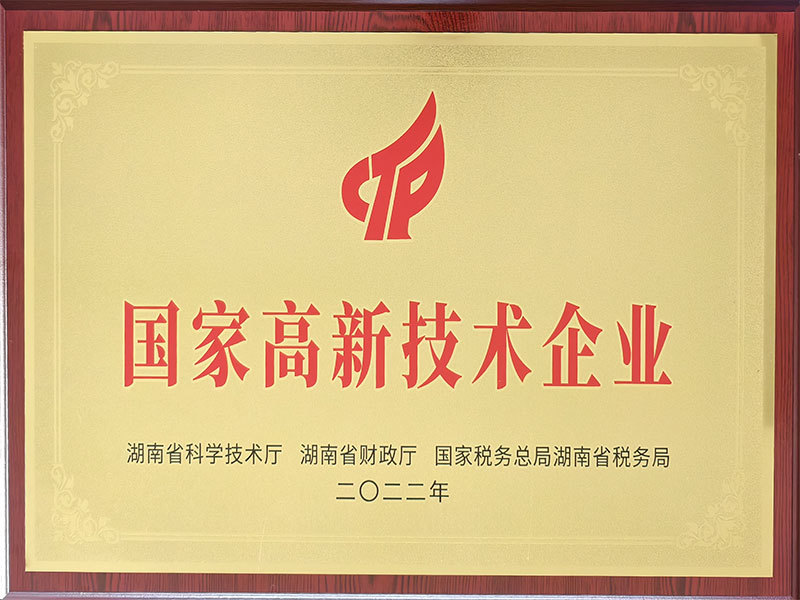 CTP
国家高新技术企业
湖南省科学技术厅 湖南省财政厅 国家税务总局湖南省税务局
二〇二二年